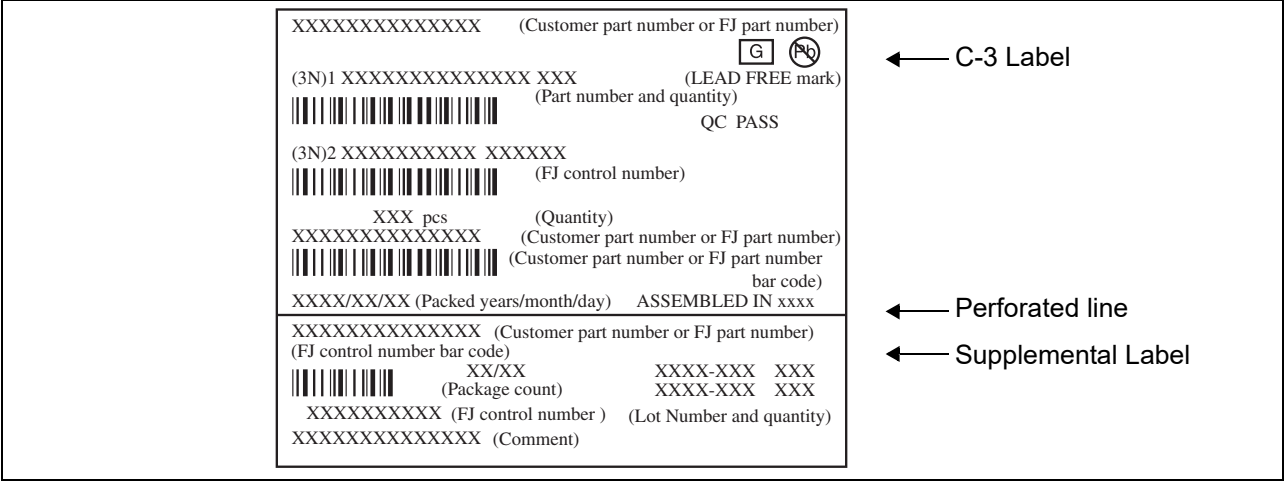 XXXXXXXXXXXXXX (Customer part number or FJ part number)
G Pb
C-3 Label
(3N)1 XXXXXXXXXXXXXX XXX (LEAD FREE mark)
(Part number and quantity)
QC PASS
(3N)2 XXXXXXXXXX XXXXXX
(FJ control number)
XXX pcs (Quantity)
XXXXXXXXXXXXXX (Customer part number or FJ part number)
(Customer part number or FJ part number
bar code)
XXXX/XX/XX (Packed years/month/day) ASSEMBLED IN xxxx
Perforated line
XXXXXXXXXXXXXX (Customer part number or FJ part number)
(FJ control number bar code)
Supplemental Label
XX/XX XXXX-XXX XXX
(Package count) XXXX-XXX XXX
XXXXXXXXXX (FJ control number ) (Lot Number and quantity)
XXXXXXXXXXXXXX (Comment)